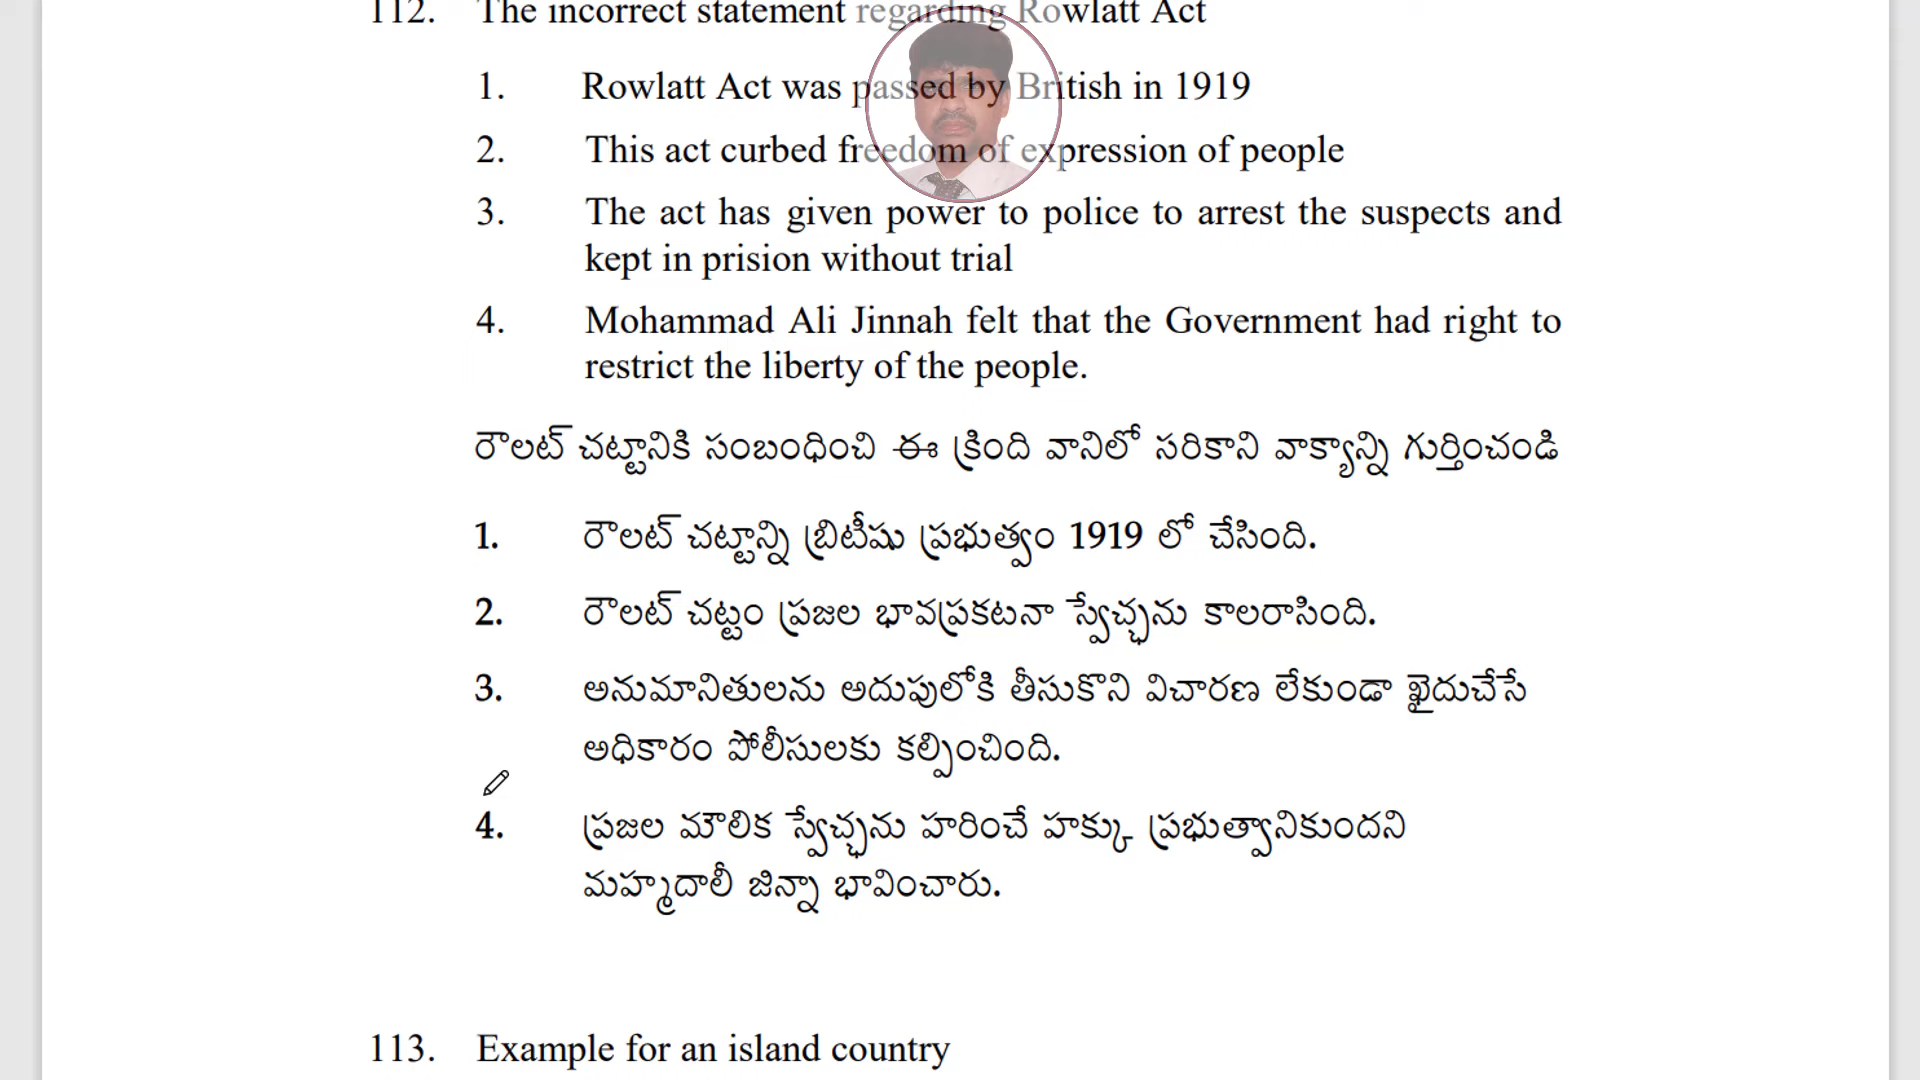 112. The incorrect statement regarding Rowlatt Act
1. Rowlatt Act was passed by British in 1919
2. This act curbed freedom of expression of people
3. The act has given power to police to arrest the suspects and
kept in prision without trial
4. Mohammad Ali Jinnah felt that the Government had right to
restrict the liberty of the people.
రౌలట్ చట్టానికి సంబంధించి ఈ క్రింది వానిలో సరికాని వాక్యాన్ని గుర్తించండి
1. రౌలట్ చట్టాన్ని బ్రిటీషు ప్రభుత్వం 1919 లో చేసింది.
2. రౌలట్ చట్టం ప్రజల భావప్రకటనా స్వేచ్ఛను కాలరాసింది.
3. అనుమానితులను అదుపులోకి తీసుకొని విచారణ లేకుండా ఖైదుచేసే
అధికారం పోలీసులకు కల్పించింది.
4. ప్రజల మౌలిక స్వేచ్ఛను హరించే హక్కు ప్రభుత్వానికుందని
మహ్మదాలీ జిన్నా భావించారు.
113. Example for an island country